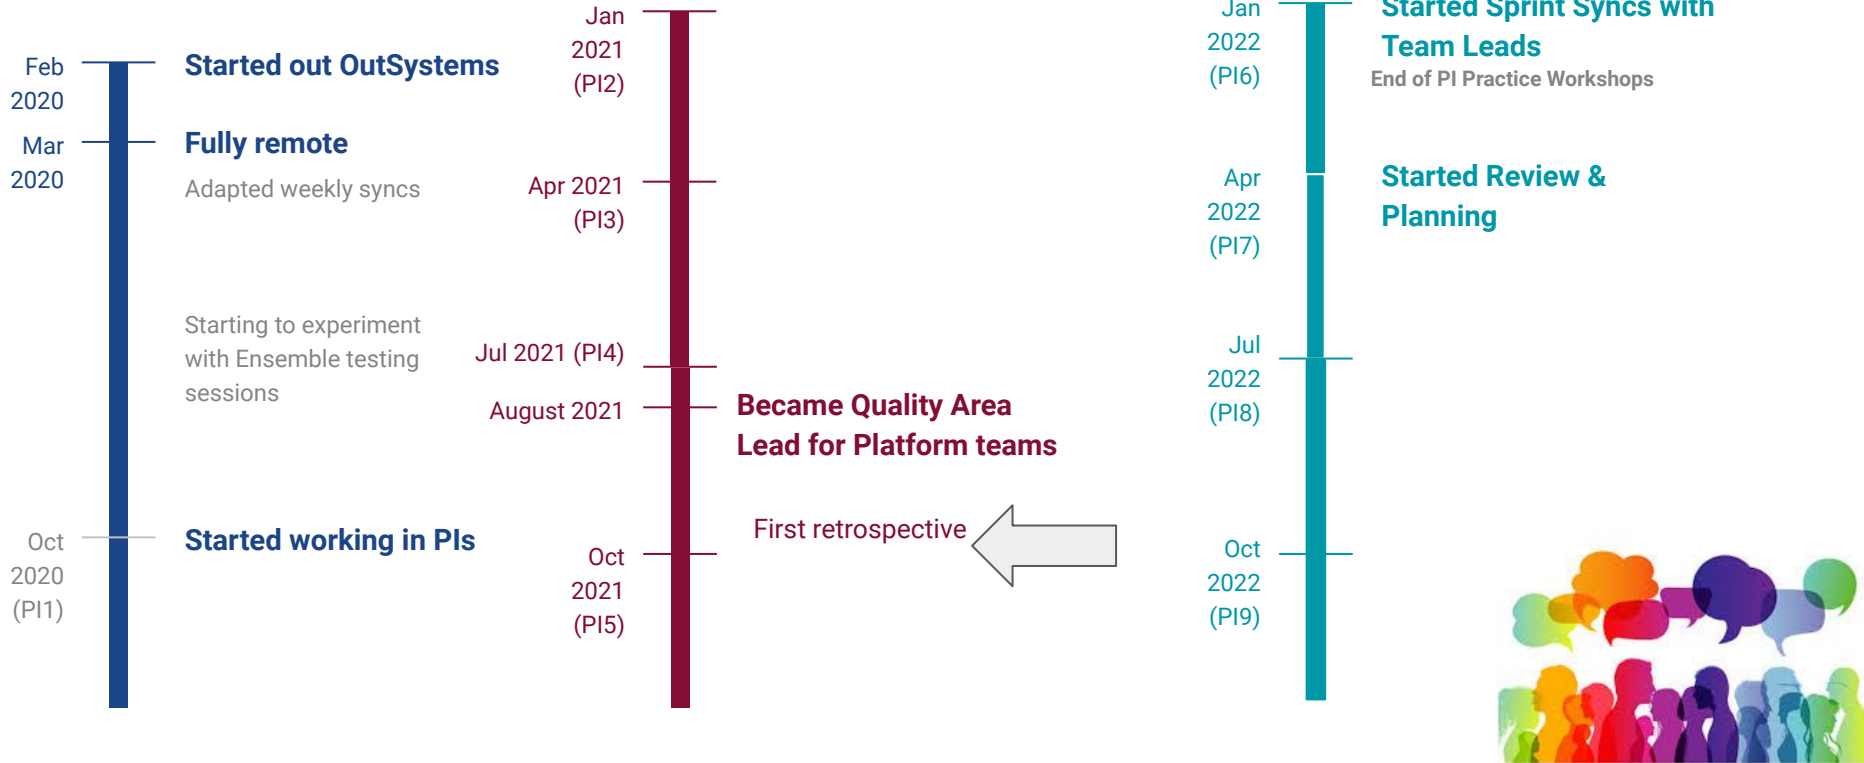 Feb
2020
Started out OutSystems
Mar
2020
Fully remote
Adapted weekly syncs
Starting to experiment
with Ensemble testing
sessions
Oct
2020
(PI1)
Started working in PIs
Jan
2021
(PI2)
Apr 2021
(PI3)
Jul 2021 (PI4)
August 2021
Became Quality Area
Lead for Platform teams
First retrospective
Oct
2021
(PI5)
Jan
2022
(PI6)
Started Sprint Syncs with
Team Leads
End of PI Practice Workshops
Apr
2022
(PI7)
Started Review &
Planning
Jul
2022
(PI8)
Oct
2022
(PI9)